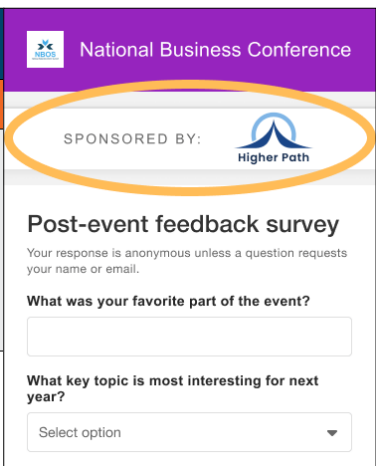 NBOS
National Business Conference
SPONSORED BY:
Higher Path
Post-event feedback survey
Your response is anonymous unless a question requests
your name or email.
What was your favorite part of the event?
What key topic is most interesting for next
year?
Select option